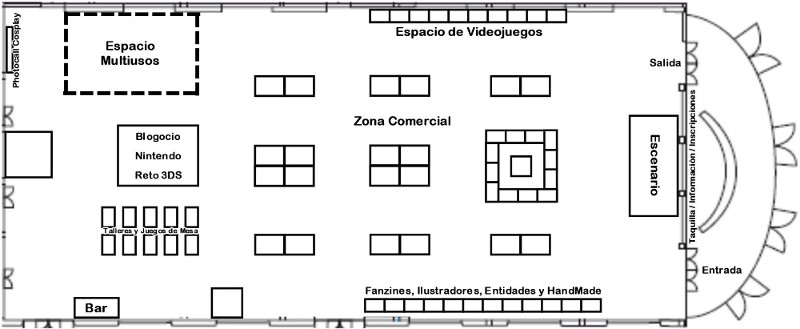 Photocall Cosplay
Espacio
Multiusos
Espacio de Videojuegos
Salida
Zona Comercial
Blogocio
Nintendo
Reto 3DS
Escenario
Taquilla / Información / Inscripciones
Talleres y Juegos de Mesa
Entrada
Fanzines, Ilustradores, Entidades y HandMade
Bar